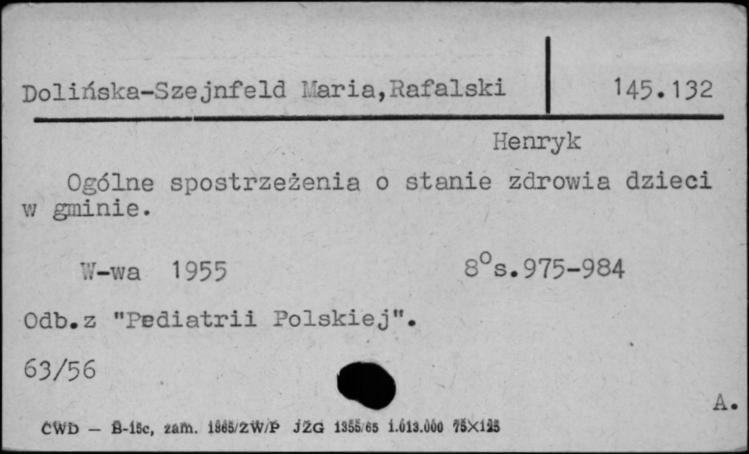 Dolińska-Szejnfeld Maria,Rafalski 145.132
Henryk
Ogólne spostrzeżenia o stanie zdrowia dzieci
w gminie.
W-wa 1955 8°s.975-984
Odb.z "Pediatrii Polskiej".
63/56
A.
CWD — B-15c, zam. 1865/ZW/P JZG 1355/65 1.013.000 75X125